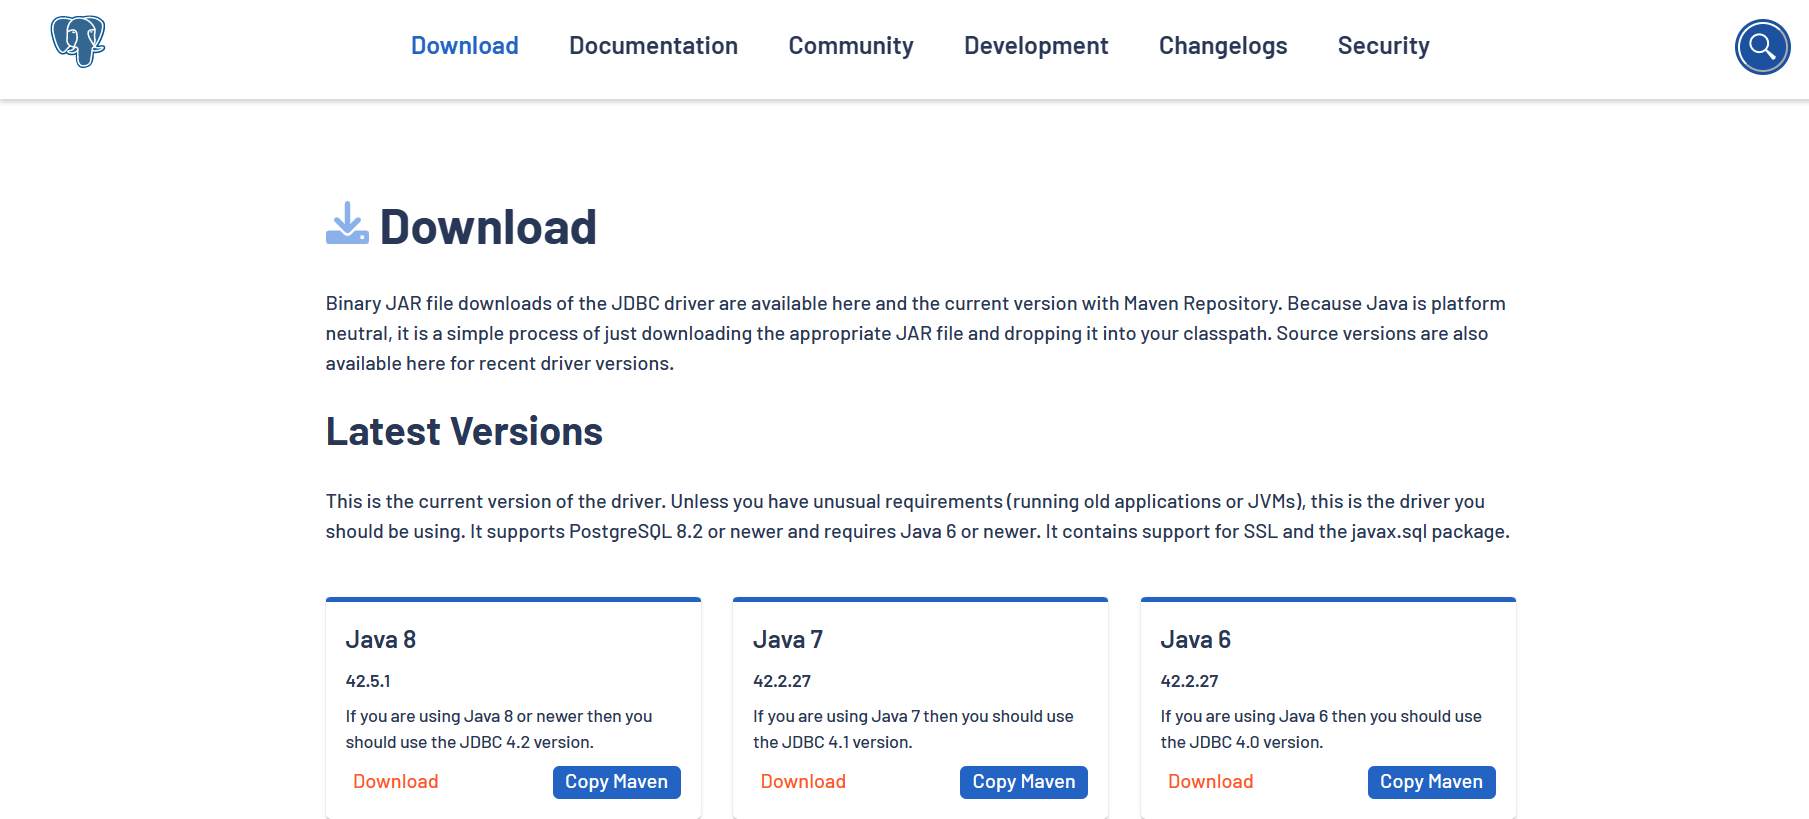 Download Documentation Community Development Changelogs Security
Download
Binary JAR file downloads of the JDBC driver are available here and the current version with Maven Repository. Because Java is platform
neutral, it is a simple process of just downloading the appropriate JAR file and dropping it into your classpath. Source versions are also
available here for recent driver versions.
Latest Versions
This is the current version of the driver. Unless you have unusual requirements (running old applications or JVMs), this is the driver you
should be using. It supports PostgreSQL 8.2 or newer and requires Java 6 or newer. It contains support for SSL and the javax.sql package.
Java 8
42.5.1
If you are using Java 8 or newer then you
should use the JDBC 4.2 version.
Download Copy Maven
Java 7
42.2.27
If you are using Java 7 then you should use
the JDBC 4.1 version.
Download Copy Maven
Java 6
42.2.27
If you are using Java 6 then you should use
the JDBC 4.0 version.
Download Copy Maven